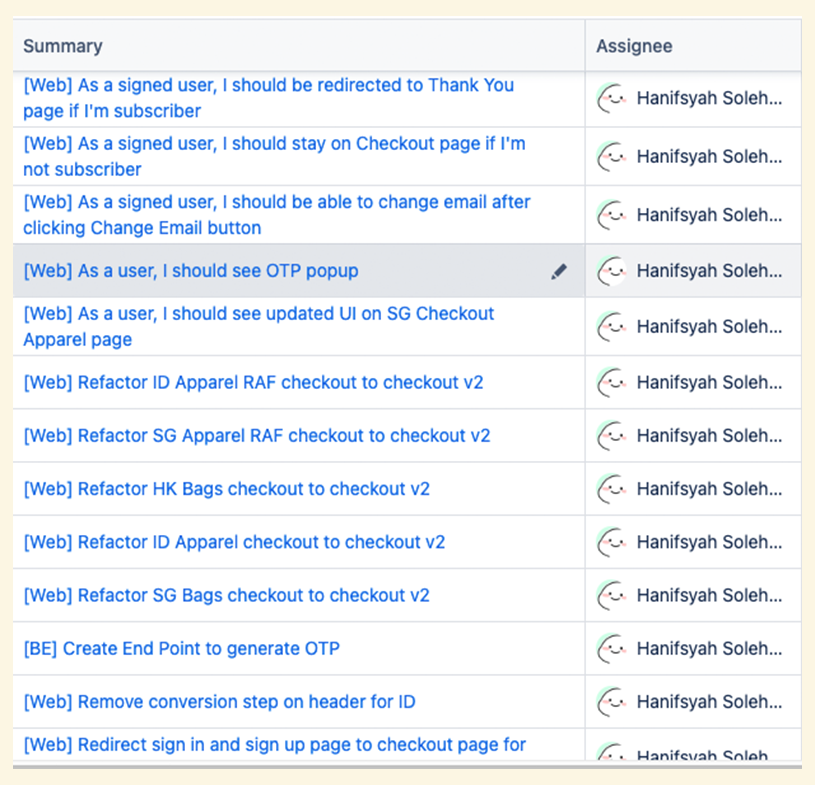 Summary
Assignee
[Web] As a signed user, I should be redirected to Thank You
page if I'm subscriber
Hanifsyah Soleh...
[Web] As a signed user, I should stay on Checkout page if I'm
not subscriber
Hanifsyah Soleh...
[Web] As a signed user, I should be able to change email after
clicking Change Email button
Hanifsyah Soleh...
[Web] As a user, I should see OTP popup
Hanifsyah Soleh...
[Web] As a user, I should see updated UI on SG Checkout
Apparel page
Hanifsyah Soleh...
[Web] Refactor ID Apparel RAF checkout to checkout v2
Hanifsyah Soleh...
[Web] Refactor SG Apparel RAF checkout to checkout v2
Hanifsyah Soleh...
[Web] Refactor HK Bags checkout to checkout v2
Hanifsyah Soleh...
[Web] Refactor ID Apparel checkout to checkout v2
Hanifsyah Soleh...
[Web] Refactor SG Bags checkout to checkout v2
Hanifsyah Soleh...
[BE] Create End Point to generate OTP
Hanifsyah Soleh...
[Web] Remove conversion step on header for ID
Hanifsyah Soleh...
[Web] Redirect sign in and sign up page to checkout page for
Hanifsyah Soleh...